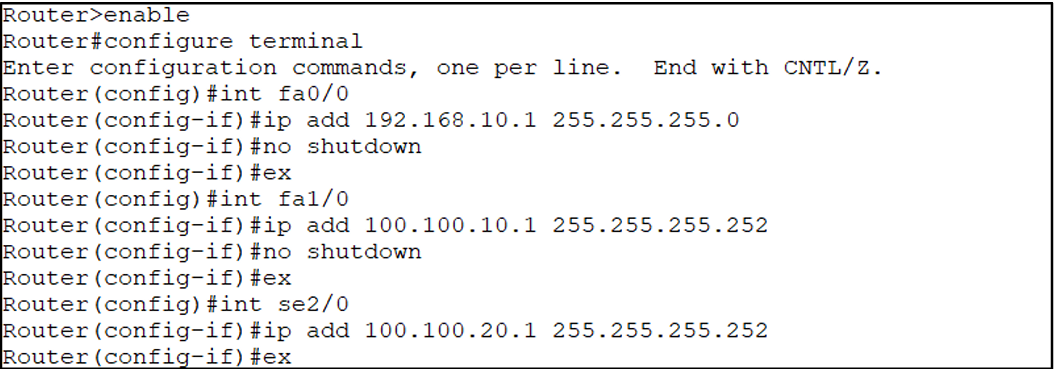 Router>enable
Router#configure terminal
Enter configuration commands, one per line.  End with CNTL/Z.
Router(config)#int fa0/0
Router(config-if)#ip add 192.168.10.1 255.255.255.0
Router(config-if)#no shutdown
Router(config-if)#ex
Router(config)#int fa1/0
Router(config-if)#ip add 100.100.10.1 255.255.255.252
Router(config-if)#no shutdown
Router(config-if)#ex
Router(config)#int se2/0
Router(config-if)#ip add 100.100.20.1 255.255.255.252
Router(config-if)#ex